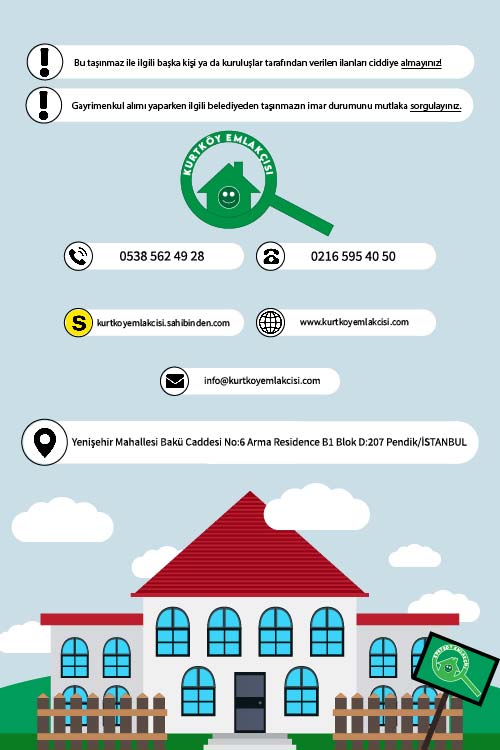 Bu taşınmaz ile ilgili başka kişi ya da kuruluşlar tarafından verilen ilanları ciddiye almayınız!
Gayrimenkul alımı yaparken ilgili belediyeden taşınmazın imar durumunu mutlaka sorgulayınız.
KURTKÖY EMLAKÇISI
0538 562 49 28
0216 595 40 50
S
kurtkoyemlakcisi.sahibinden.com
www.kurtkoyemlakcisi.com
info@kurtkoyemlakcisi.com
Yenişehir Mahallesi Bakü Caddesi No:6 Arma Residence B1 Blok D:207 Pendik/İSTANBUL
KURTKÖY EMLAKÇISI